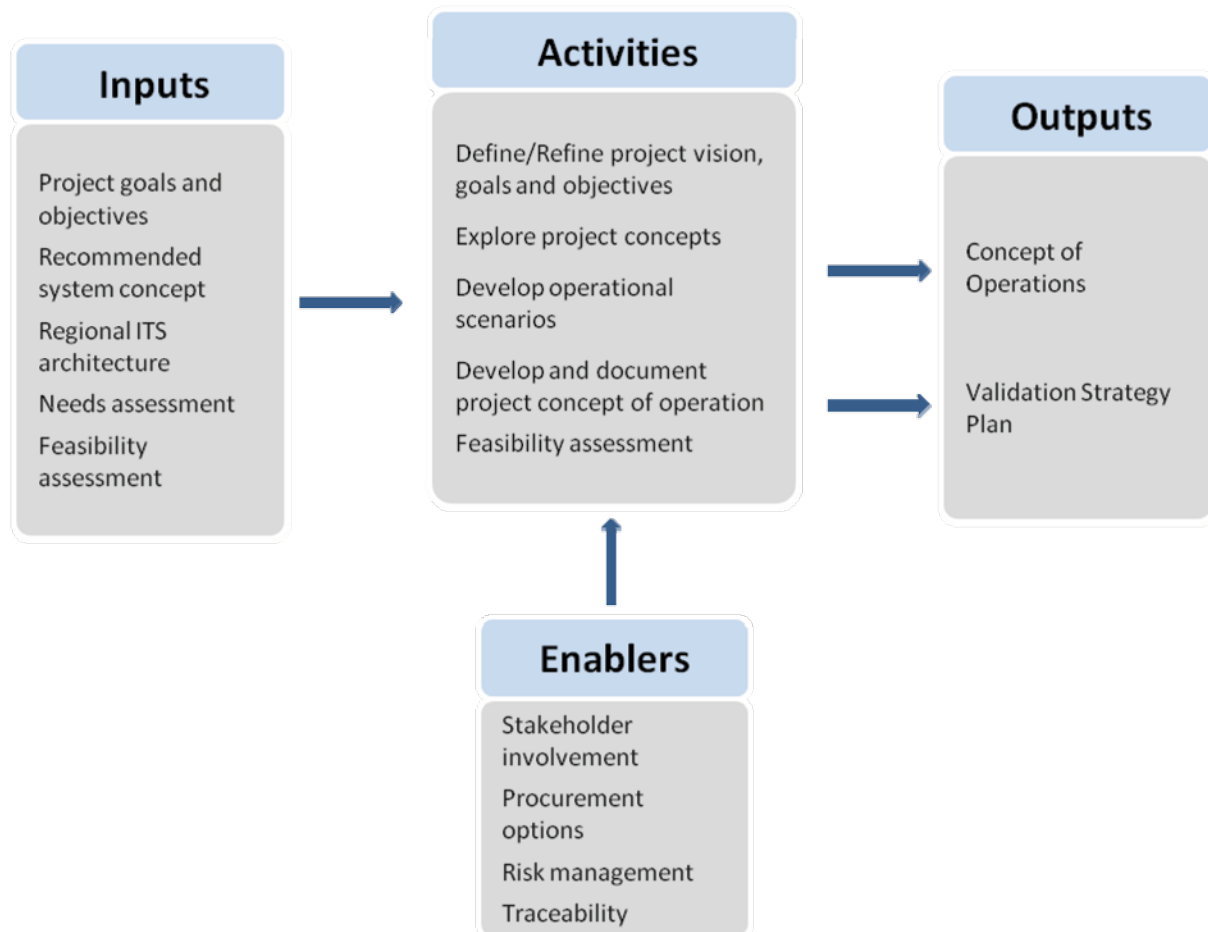 Inputs
Project goals and
objectives
Recommended
system concept
Regional ITS
architecture
Needs assessment
Feasibility
assessment
Activities
Define/Refine project vision,
goals and objectives
Explore project concepts
Develop operational
scenarios
Develop and document
project concept of operation
Feasibility assessment
Outputs
Concept of
Operations
Validation Strategy
Plan
Enablers
Stakeholder
involvement
Procurement
options
Risk management
Traceability